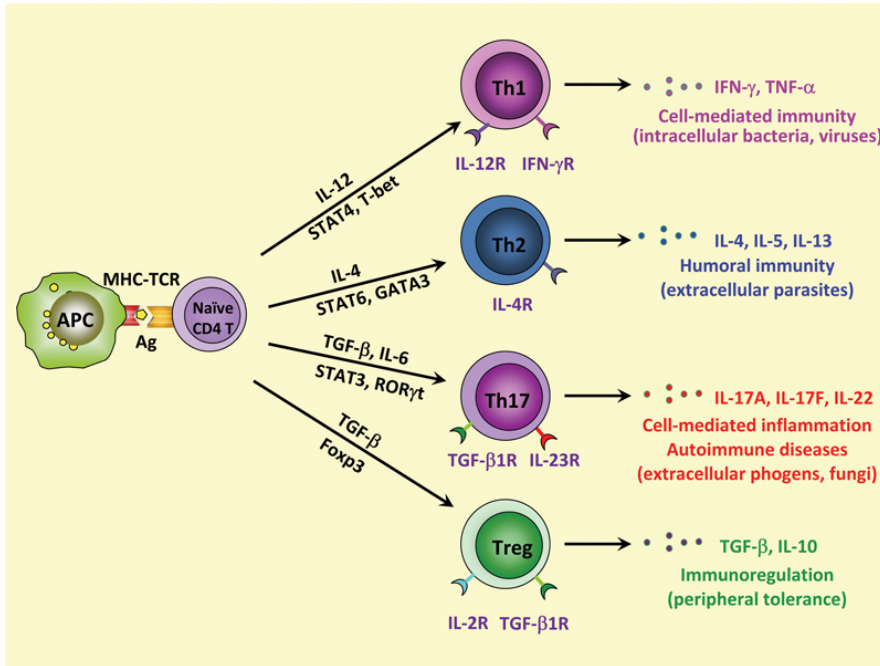 MHC-TCR
APC
Ag
Naïve
CD4 T
IL-12
STAT4, T-bet
Th1
IL-12R IFN-γR
IFN-γ, TNF-α
Cell-mediated immunity
(intracellular bacteria, viruses)
IL-4
STAT6, GATA3
Th2
IL-4R
IL-4, IL-5, IL-13
Humoral immunity
(extracellular parasites)
TGF-β, IL-6
STAT3, RORγt
Th17
TGF-β1R IL-23R
IL-17A, IL-17F, IL-22
Cell-mediated inflammation
Autoimmune diseases
(extracellular phogens, fungi)
TGF-β
Foxp3
Treg
IL-2R TGF-β1R
TGF-β, IL-10
Immunoregulation
(peripheral tolerance)